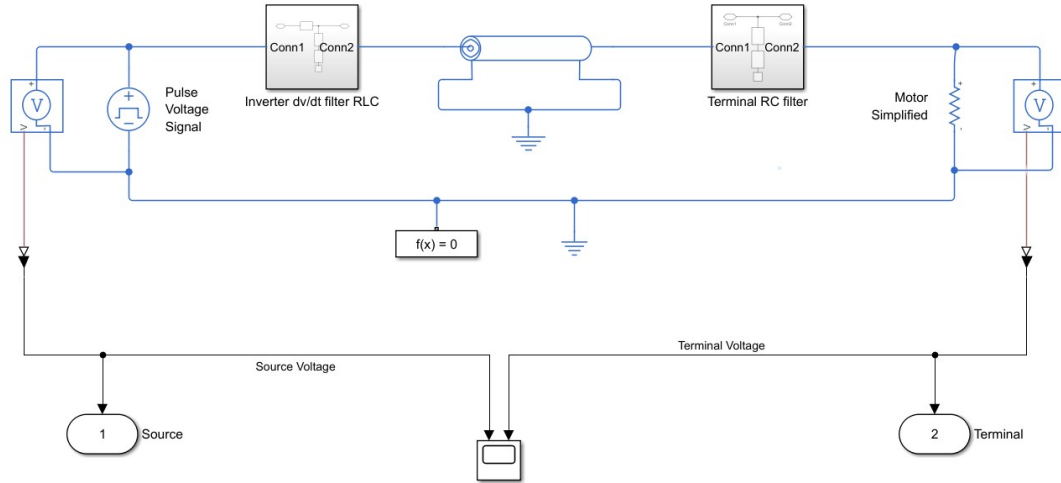 Conn1 Conn2
Inverter dv/dt filter RLC
Conn1 Conn2
Terminal RC filter
V
+
-
V
Pulse
Voltage
Signal
Motor
Simplified
+
-
V
+
-
V
f(x) = 0
Source Voltage
Terminal Voltage
1
Source
2
Terminal